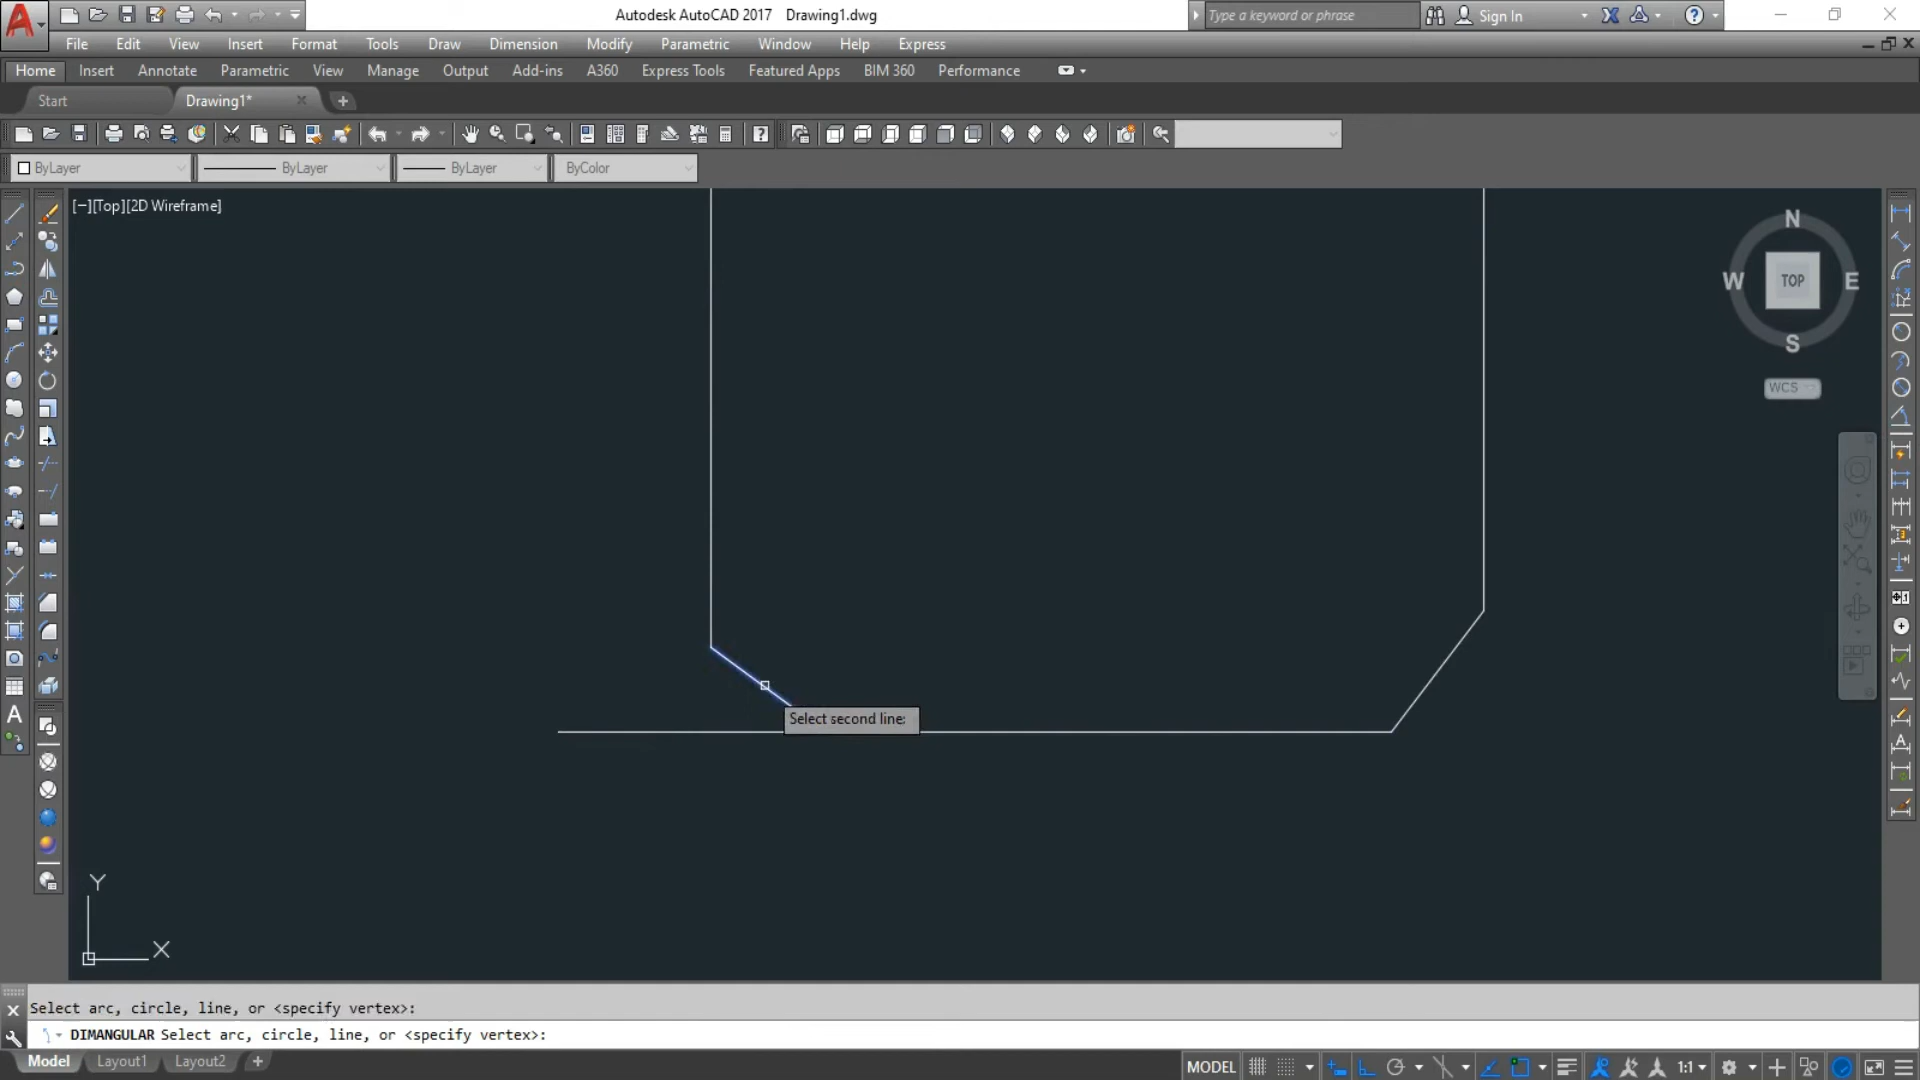 Autodesk AutoCAD 2017 Drawing1.dwg
Type a keyword or phrase
Sign In
File Edit View Insert Format Tools Draw Dimension Modify Parametric Window Help Express
Home Insert Annotate Parametric View Manage Output Add-ins A360 Express Tools Featured Apps BIM 360 Performance
Start
Drawing1*
ByLayer ByLayer ByLayer ByColor
[−][Top][2D Wireframe]
N
W TOP E
S
WCS
Select second line:
Y
X
Select arc, circle, line, or <specify vertex>:
DIMANGULAR Select arc, circle, line, or <specify vertex>:
Model Layout1 Layout2 +
MODEL 1:1